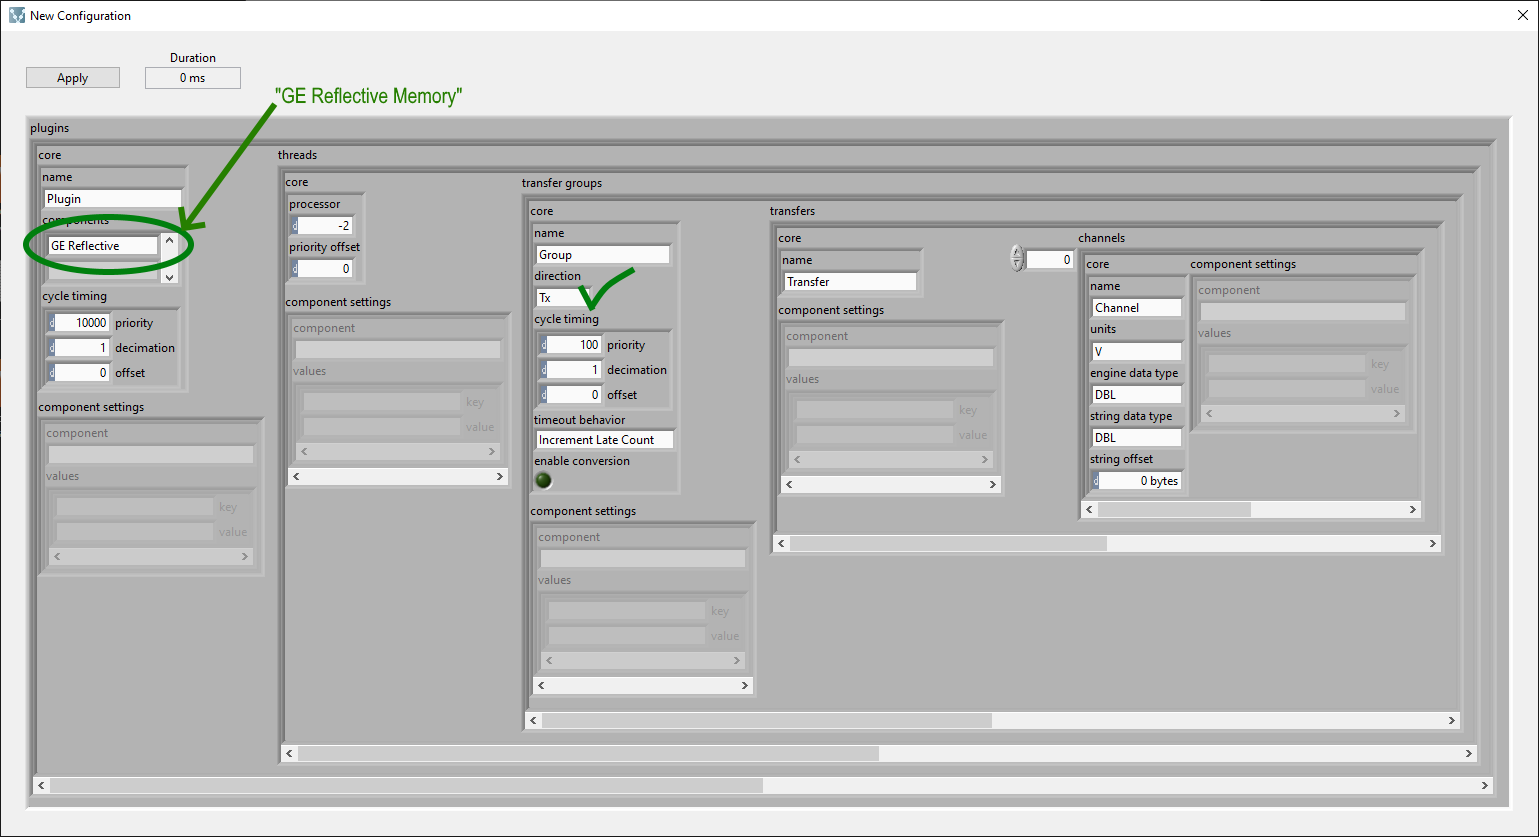 New Configuration
Apply
Duration
0 ms
"GE Reflective Memory"
plugins
core
name
Plugin
components
GE Reflective
cycle timing
10000 priority
1 decimation
0 offset
component settings
component
values
key
value
threads
core
processor
-2
priority offset
0
component settings
component
values
key
value
transfer groups
core
name
Group
direction
Tx
cycle timing
100 priority
1 decimation
0 offset
timeout behavior
Increment Late Count
enable conversion
component settings
component
values
key
value
transfers
core
name
Transfer
component settings
component
values
key
value
0
channels
core
name
Channel
units
V
engine data type
DBL
string data type
DBL
string offset
0 bytes
component settings
component
values
key
value